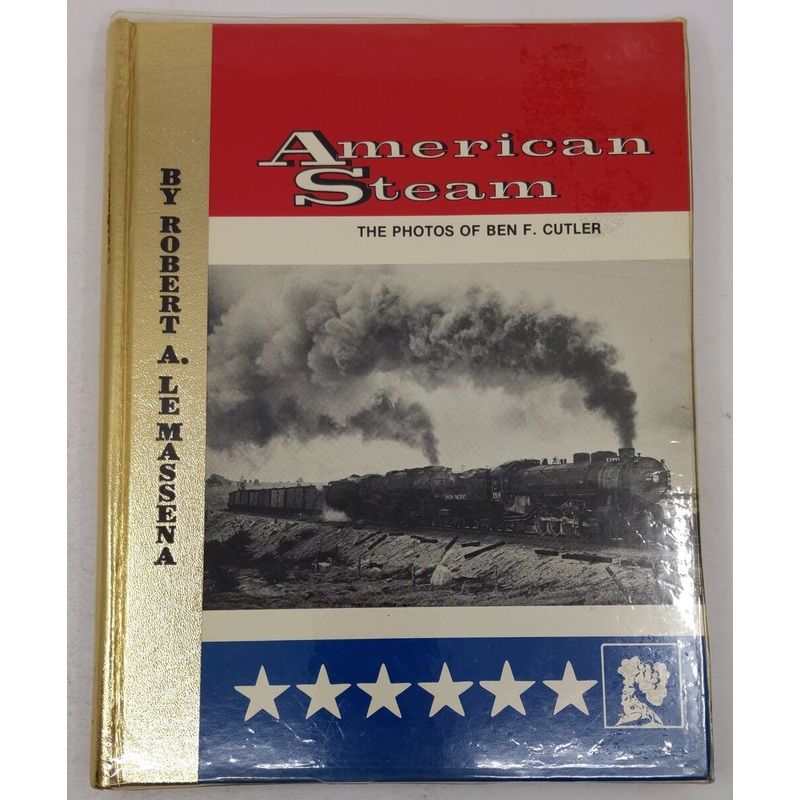 American
Steam
THE PHOTOS OF BEN F. CUTLER
BY ROBERT A. LE MASSENA